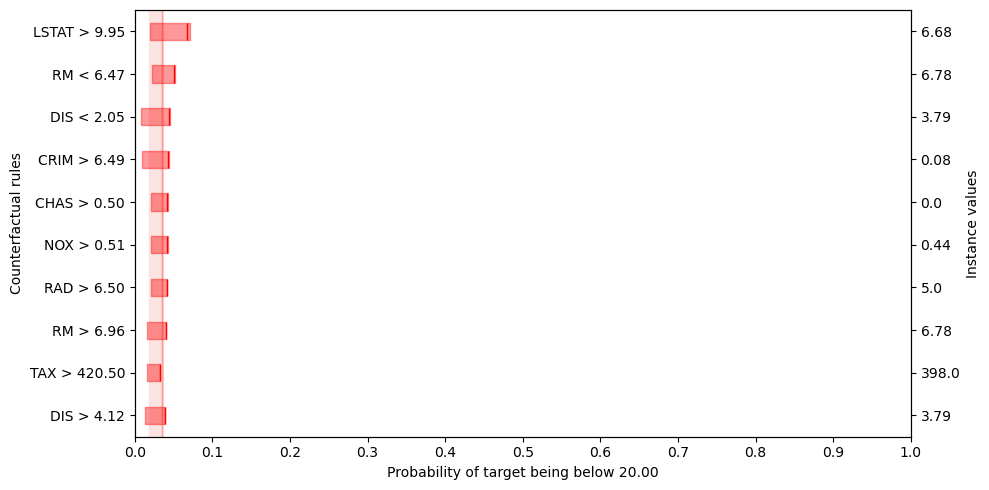 Counterfactual rules
LSTAT > 9.95
RM < 6.47
DIS < 2.05
CRIM > 6.49
CHAS > 0.50
NOX > 0.51
RAD > 6.50
RM > 6.96
TAX > 420.50
DIS > 4.12
6.68
6.78
3.79
0.08
0.0
0.44
5.0
6.78
398.0
3.79
Instance values
0.0 0.1 0.2 0.3 0.4 0.5 0.6 0.7 0.8 0.9 1.0
Probability of target being below 20.00